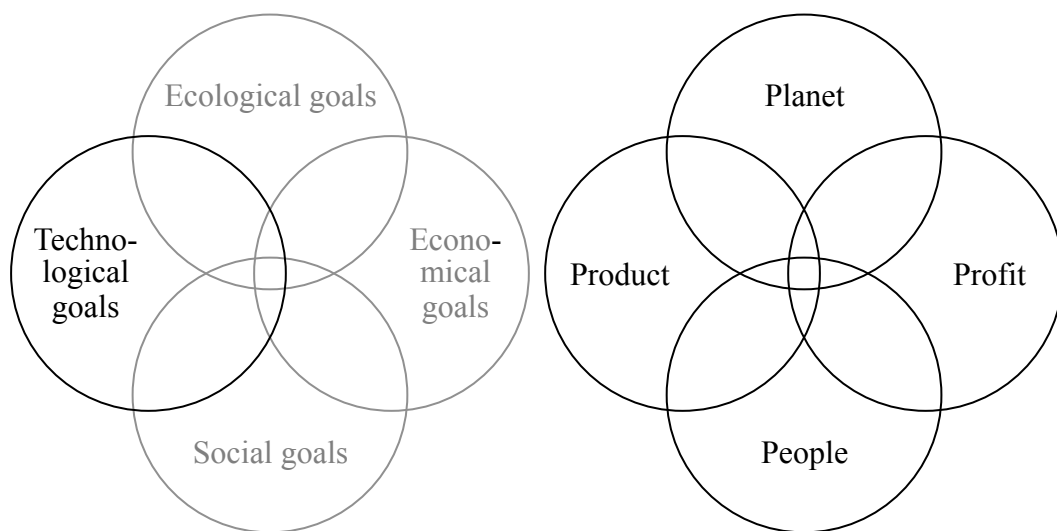 Ecological goals
Techno-
logical
goals
Econo-
mical
goals
Social goals
Planet
Product
Profit
People